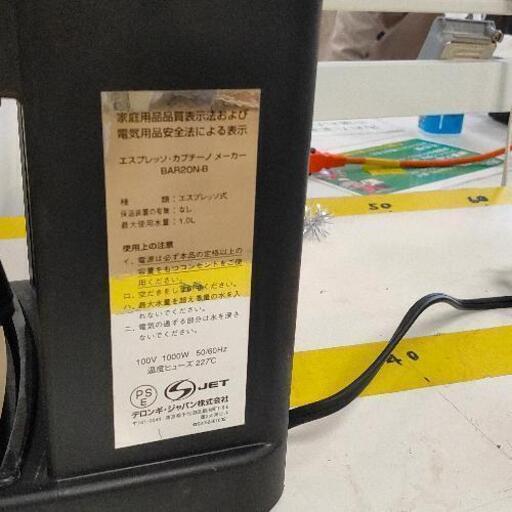 家庭用品品質表示法および
電気用品安全法による表示
エスプレッソ・カプチーノ メーカー
BAR20N-B
種 類：エスプレッソ式
保温装置の有無：なし
最大使用水量：1.0L
使用上の注意
イ、電源は必ず本品の定格以上の
容量をもつコンセントをご使
用ください。
ロ、空だきをし
ないでください。
ハ、最大水量を超える量の水を入
れないでください。
ニ、電気の通ずる部分は水を浸さ
ないでください。
100V 1000W 50/60Hz
温度ヒューズ 227℃
PS
E
JET
デロンギ・ジャパン株式会社
50
60
40